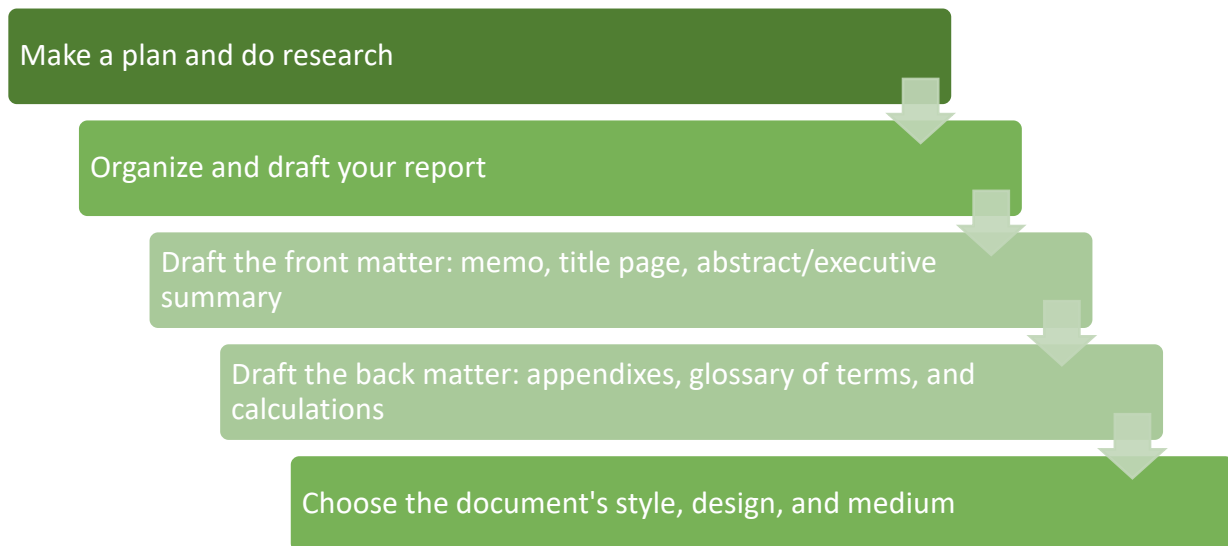 Make a plan and do research
Organize and draft your report
Draft the front matter: memo, title page, abstract/executive
summary
Draft the back matter: appendixes, glossary of terms, and
calculations
Choose the document's style, design, and medium